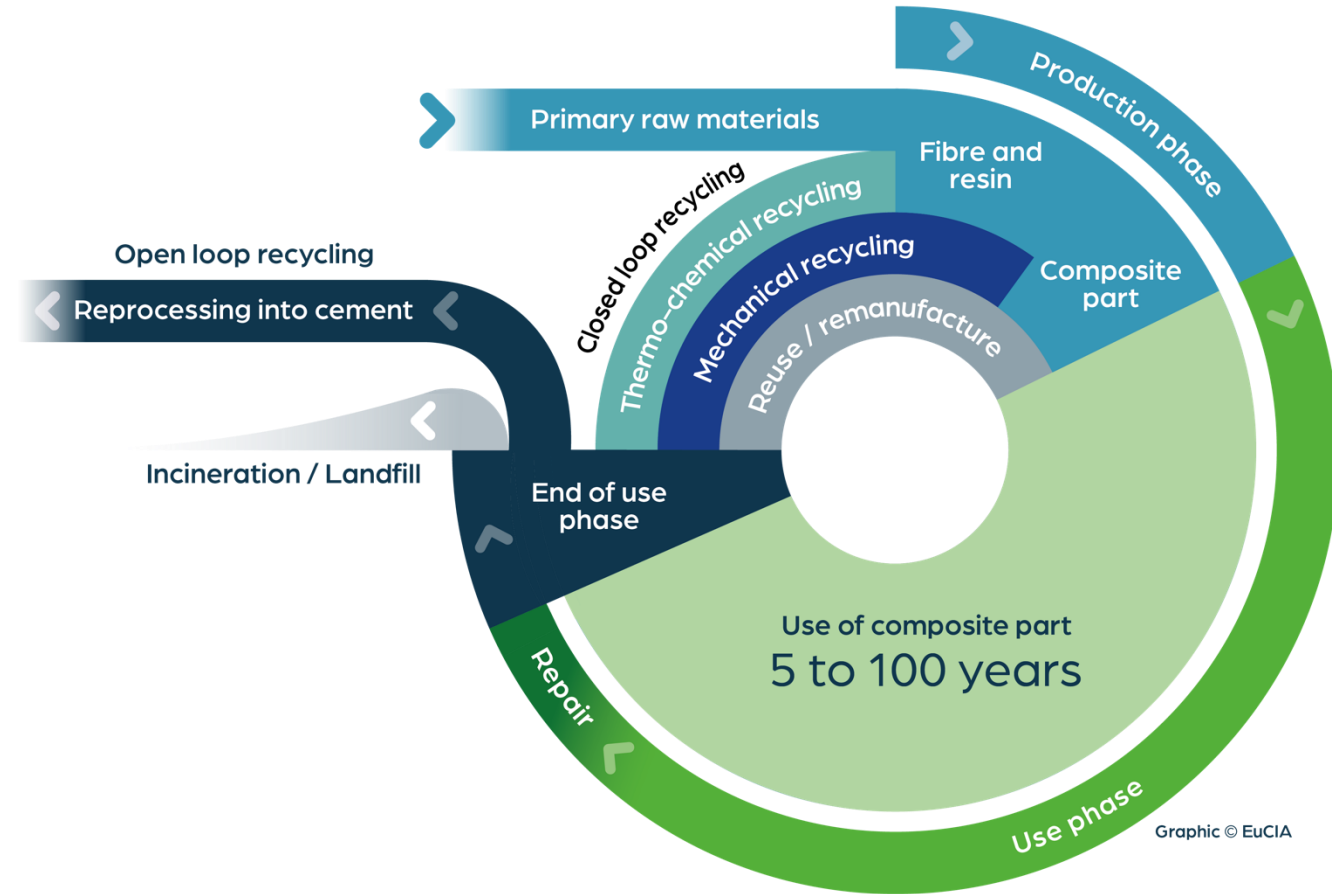 Production phase
Primary raw materials
Fibre and
resin
Closed loop recycling
Thermo-chemical recycling
Mechanical recycling
Reuse / remanufacture
Composite
part
Open loop recycling
Reprocessing into cement
Incineration / Landfill
End of use
phase
Use of composite part
5 to 100 years
Repair
Use phase
Graphic © EuCIA